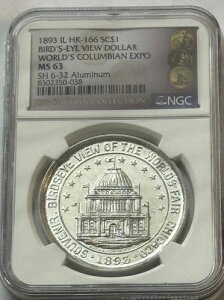 1893 IL HK-166 SC$1
BIRD'S-EYE VIEW DOLLAR
WORLD'S COLUMBIAN EXPO
MS 63
SH 6-32 Aluminum
8302350-038
NGC
SOUVENIR. BIRDSEYE VIEW OF THE WORLD'S FAIR CHICAGO.
·1893·